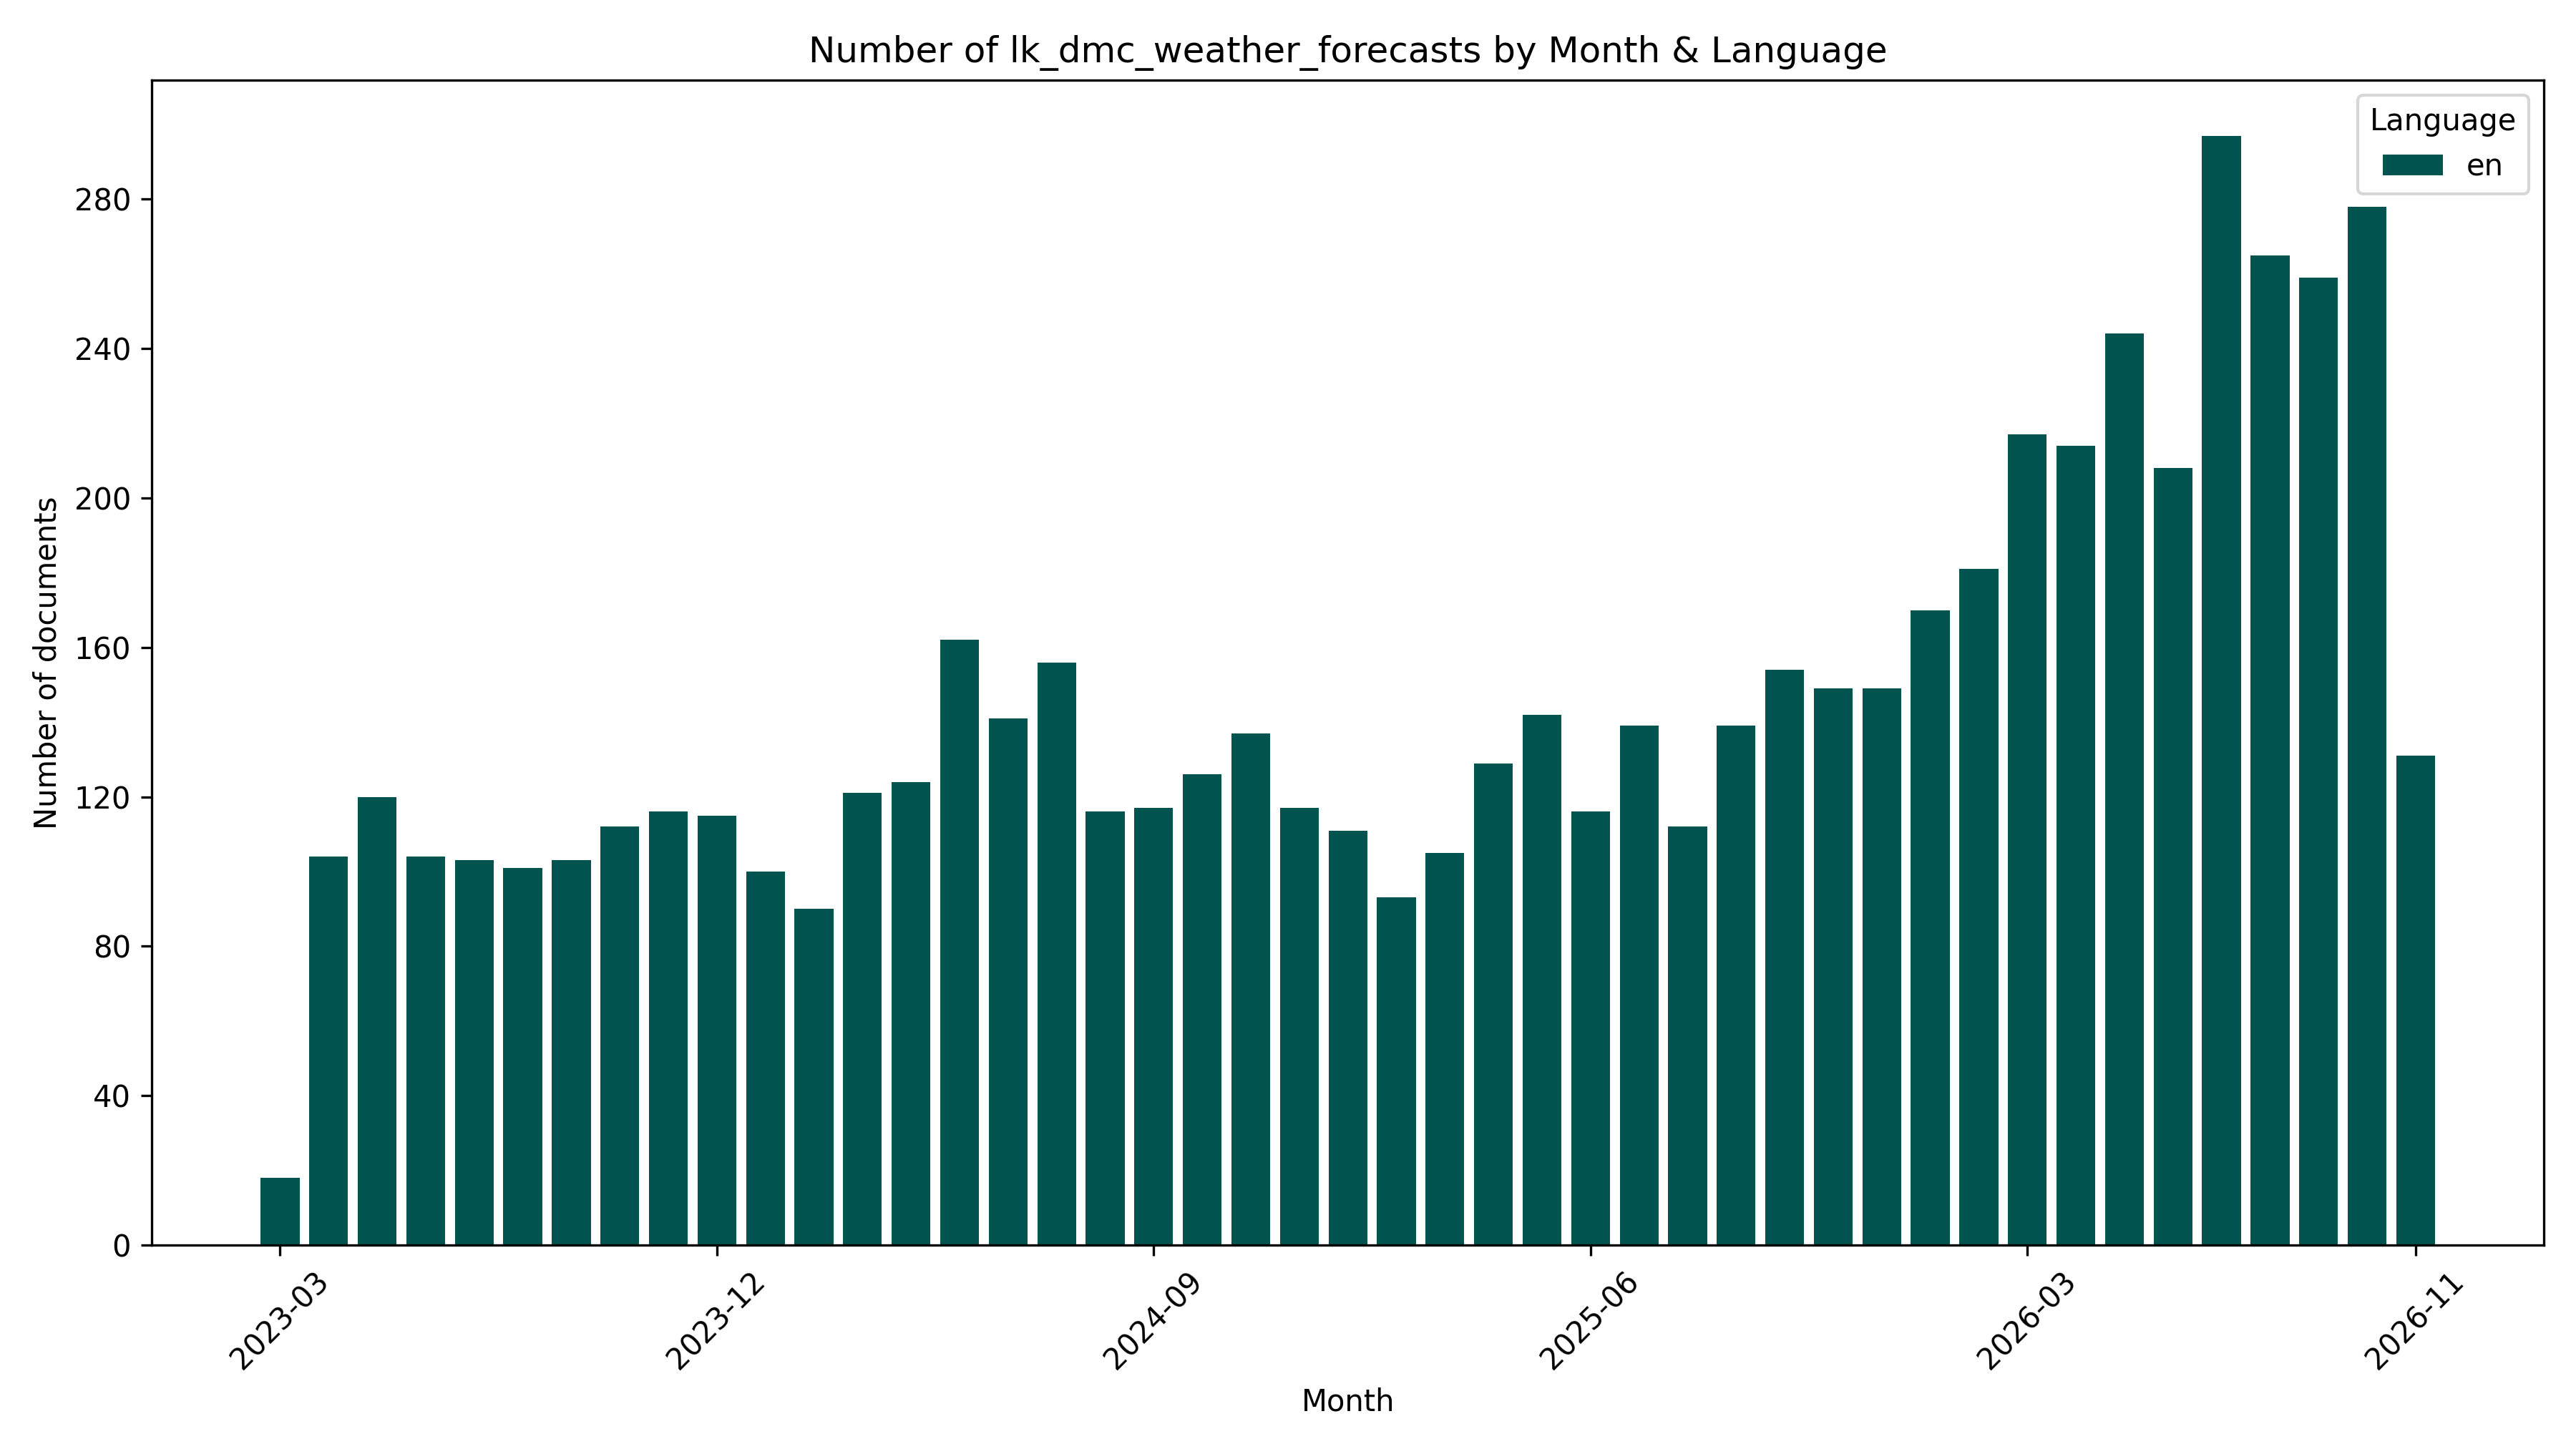 Number of lk_dmc_weather_forecasts by Month & Language
Language
en
Number of documents
280
240
200
160
120
80
40
0
2023-03
2023-12
2024-09
2025-06
2026-03
2026-11
Month